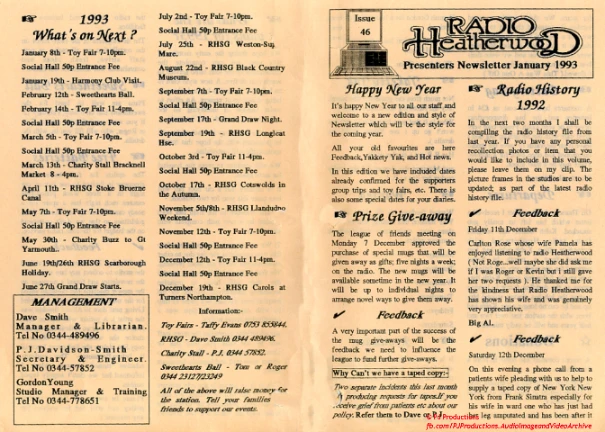 1993
What's on Next ?
January 8th - Toy Fair 7-10pm.
Social Hall 50p Entrance Fee
January 19th - Harmony Club Visit.
February 12th - Sweethearts Ball.
February 14th - Toy Fair 11-4pm.
Social Hall 50p Entrance Fee
March 5th - Toy Fair 7-10pm.
Social Hall 50p Entrance Fee
March 13th - Charity Stall Bracknell
Market 8 - 4pm.
April 11th - RHSG Stoke Bruerne
Canal
May 7th - Toy Fair 7-10pm.
Social Hall 50p Entrance Fee
May 30th - Charity Buzz to Gt
Yarmouth..
June 19th/26th RHSG Scarborough
Holiday.
June 27th Grand Draw Starts.
MANAGEMENT
Dave Smith
Manager & Librarian.
Tel No 0344-489496
P.J.Davidson-Smith
Secretary & Engineer.
Tel No 0344-57852
GordonYoung
Studio Manager & Training
Tel No 0344-778651
July 2nd - Toy Fair 7-10pm.
Social Hall 50p Entrance Fee
July 25th - RHSG Weston-Sup
Mare.
August 22nd - RHSG Black Country
Museum.
September 7th - Toy Fair 7-10pm.
Social Hall 50p Entrance Fee
September 17th - Grand Draw Night.
September 19th - RHSG Longleat
Hse.
October 3rd - Toy Fair 11-4pm.
Social Hall 50p Entrance Fee
October 17th - RHSG Cotswolds in
the Autumn.
November 5th/8th - RHSG Llandudno
Weekend.
November 12th - Toy Fair 7-10pm.
Social Hall 50p Entrance Fee
December 12th - Toy Fair 11-4pm.
Social Hall 50p Entrance Fee
December 19th - RHSG Carols at
Turners Northampton.
Information:-
Toy Fairs - Taffy Evans 0753 855844.
RHSG - Dave Smith 0344 489496.
Charity Stall - P.J. 0344 57852.
Sweethearts Ball - Tom or Roger
0344 23127/23249
All of the above will raise money for
the station. Tell your families
friends to support our events.
Issue
46
RADIO
HeatherwooD
Presenters Newsletter January 1993
Happy New Year
It's happy New Year to all our staff and
welcome to a new edition and style of
Newsletter which will be the style for
the coming year.
All your old favourites are here
Feedback,Yakkety Yak, and Hot news.
In this edition we have included dates
already confirmed for the supporters
group trips and toy fairs, etc. There is
also some special dates for your diaries.
Prize Give-away
The league of friends meeting on
Monday 7 December approved the
purchase of special mugs that will be
given away as gifts; five nights a week;
on the radio. The new mugs will be
available sometime in the new year. It
will be up to individual nights to
arrange novel ways to give them away.
✔ Feedback
A very important part of the success of
the mug give-aways will be the
feedback we need to influence the
league to fund further give-aways.
Why Can't we have a taped copy:-
Two separate incidents this last month
producing requests for tapes.If you
receive grief from patients etc about our
policy: Refer them to Dave or P.J.
Radio History
1992
In the next two months I shall be
compiling the radio history file from
last year. If you have any personal
recollections photos or item that you
would like to include in this volume,
please leave them on my clip. The
picture frames in the studios are to be
updated; as part of the latest radio
history file.
✔ Feedback
Friday 11th December
Carlton Rose whose wife Pamela has
enjoyed listening to radio Heatherwood
( Not Roge...well maybe she did ask me
if I was Roger or Kevin but I still gave
her two requests ). He thanked me for
the kindness that Radio Heatherwood
has shown his wife and was genuinely
very appreciative.
Big Al.
✔ Feedback
Saturday 12th December
On this evening a phone call from a
patients wife pleading with us to help to
supply a taped copy of New York New
York from Frank Sinatra especially for
his wife in ward one who has just had
leg amputated and has been after it
PJ Productions
fb.com/PJProductions.AudioImageandVideoArchive